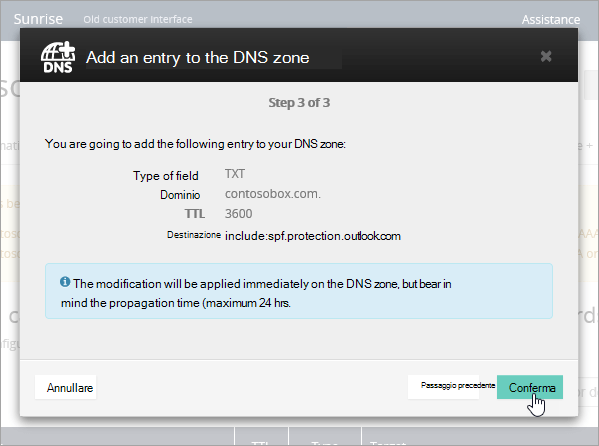 Sunrise Old customer interface Assistance
DNS Add an entry to the DNS zone
Step 3 of 3
You are going to add the following entry to your DNS zone:
Type of field TXT
Dominio contosobox.com.
TTL 3600
Destinazione include:spf.protection.outlook.com
The modification will be applied immediately on the DNS zone, but bear in
mind the propagation time (maximum 24 hrs.
Annullare Passaggio precedente Conferma
TTL Type Target